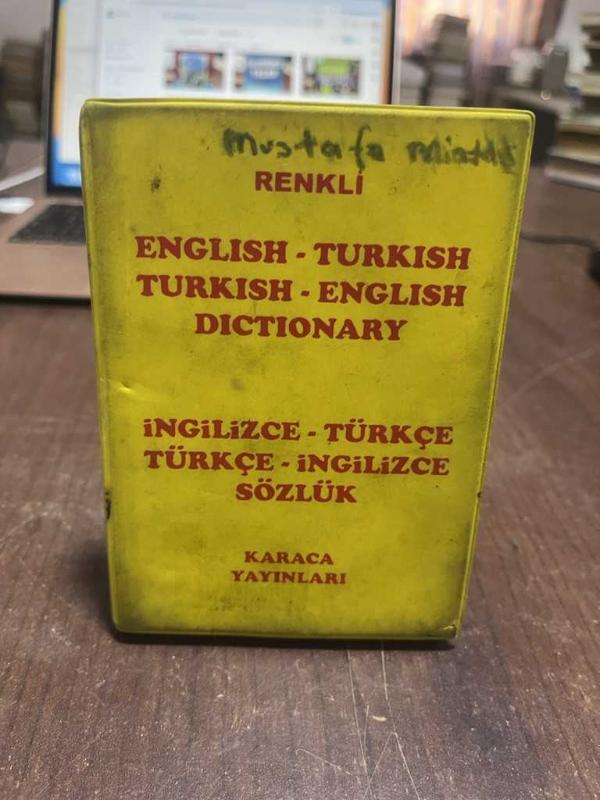 Mustafa
RENKLİ
ENGLISH - TURKISH
TURKISH - ENGLISH
DICTIONARY
İNGİLİZCE - TÜRKÇE
TÜRKÇE - İNGİLİZCE
SÖZLÜK
KARACA
YAYINLARI